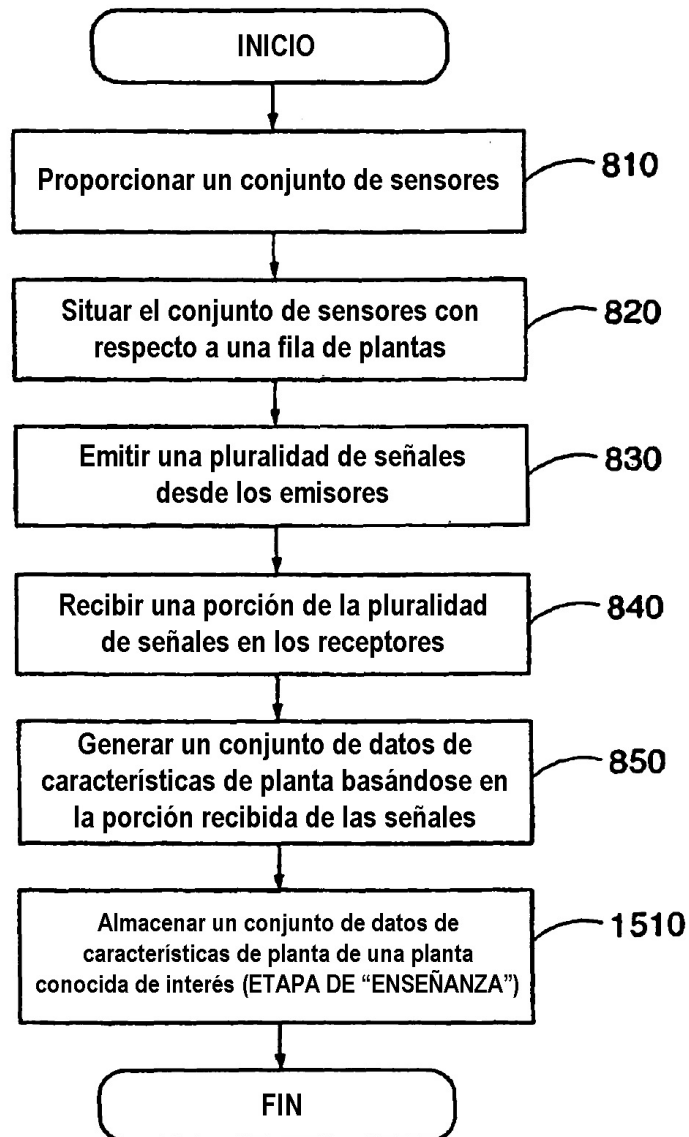 INICIO
Proporcionar un conjunto de sensores
810
Situar el conjunto de sensores con
respecto a una fila de plantas
820
Emitir una pluralidad de señales
desde los emisores
830
Recibir una porción de la pluralidad
de señales en los receptores
840
Generar un conjunto de datos de
características de planta basándose en
la porción recibida de las señales
850
Almacenar un conjunto de datos de
características de planta de una planta
conocida de interés (ETAPA DE “ENSEÑANZA”)
1510
FIN